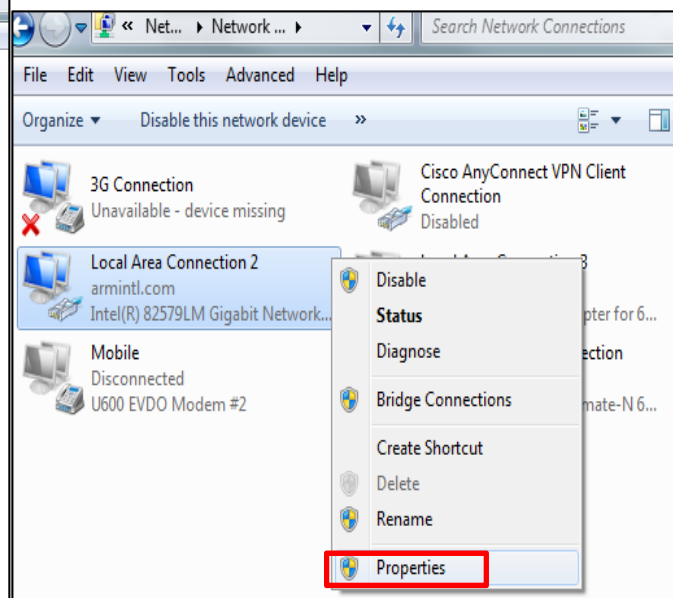 « Net... Network ...
Search Network Connections
File Edit View Tools Advanced Help
Organize Disable this network device »
3G Connection
Unavailable - device missing
Cisco AnyConnect VPN Client
Connection
Disabled
Local Area Connection 2
armintl.com
Intel(R) 82579LM Gigabit Network...
3
pter for 6...
Mobile
Disconnected
U600 EVDO Modem #2
ection
mate-N 6...
Disable
Status
Diagnose
Bridge Connections
Create Shortcut
Delete
Rename
Properties